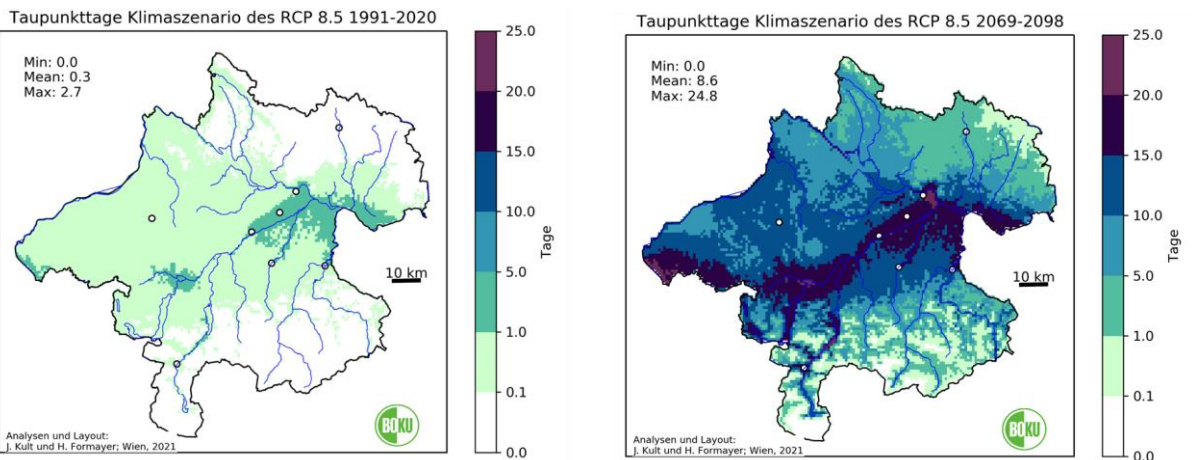 Taupunkttage Klimaszenario des RCP 8.5 1991-2020
Min: 0.0
Mean: 0.3
Max: 2.7
10 km
BOKU
Analysen und Layout:
J. Kult und H. Formayer; Wien, 2021
25.0
20.0
15.0
10.0
5.0
1.0
0.1
0.0
Tage
Taupunkttage Klimaszenario des RCP 8.5 2069-2098
Min: 0.0
Mean: 8.6
Max: 24.8
10 km
BOKU
Analysen und Layout:
J. Kult und H. Formayer; Wien, 2021
25.0
20.0
15.0
10.0
5.0
1.0
0.1
0.0
Tage